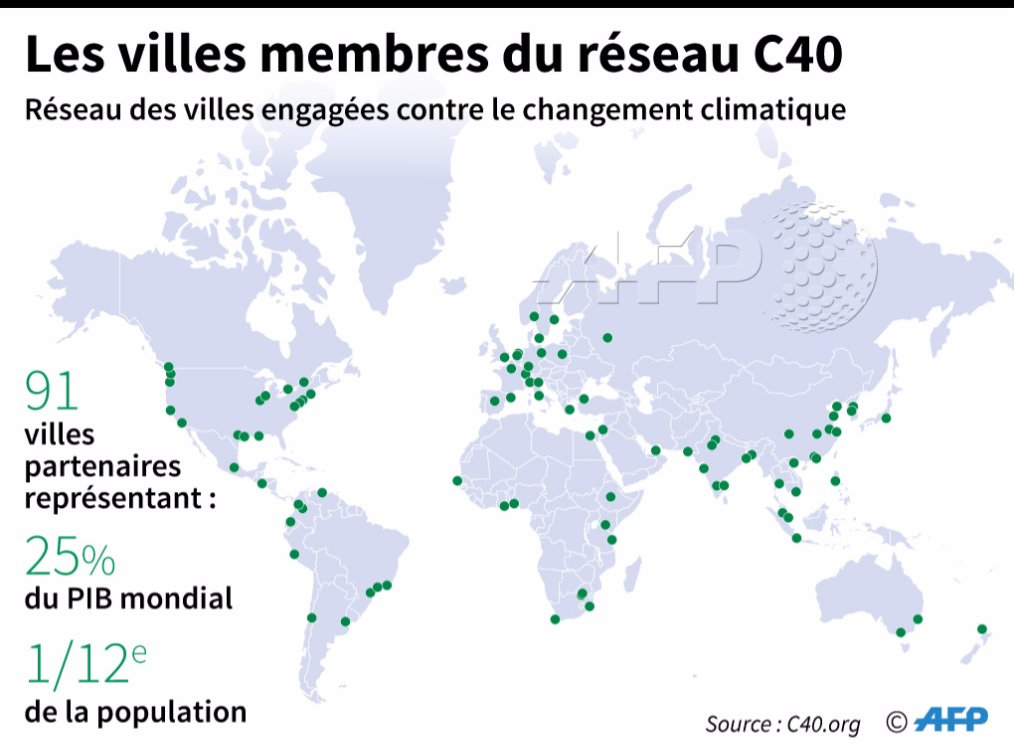 Les villes membres du réseau C40
Réseau des villes engagées contre le changement climatique
AFP
91
villes
partenaires
représentant :
25%
du PIB mondial
1/12e
de la population
Source : C40.org © AFP